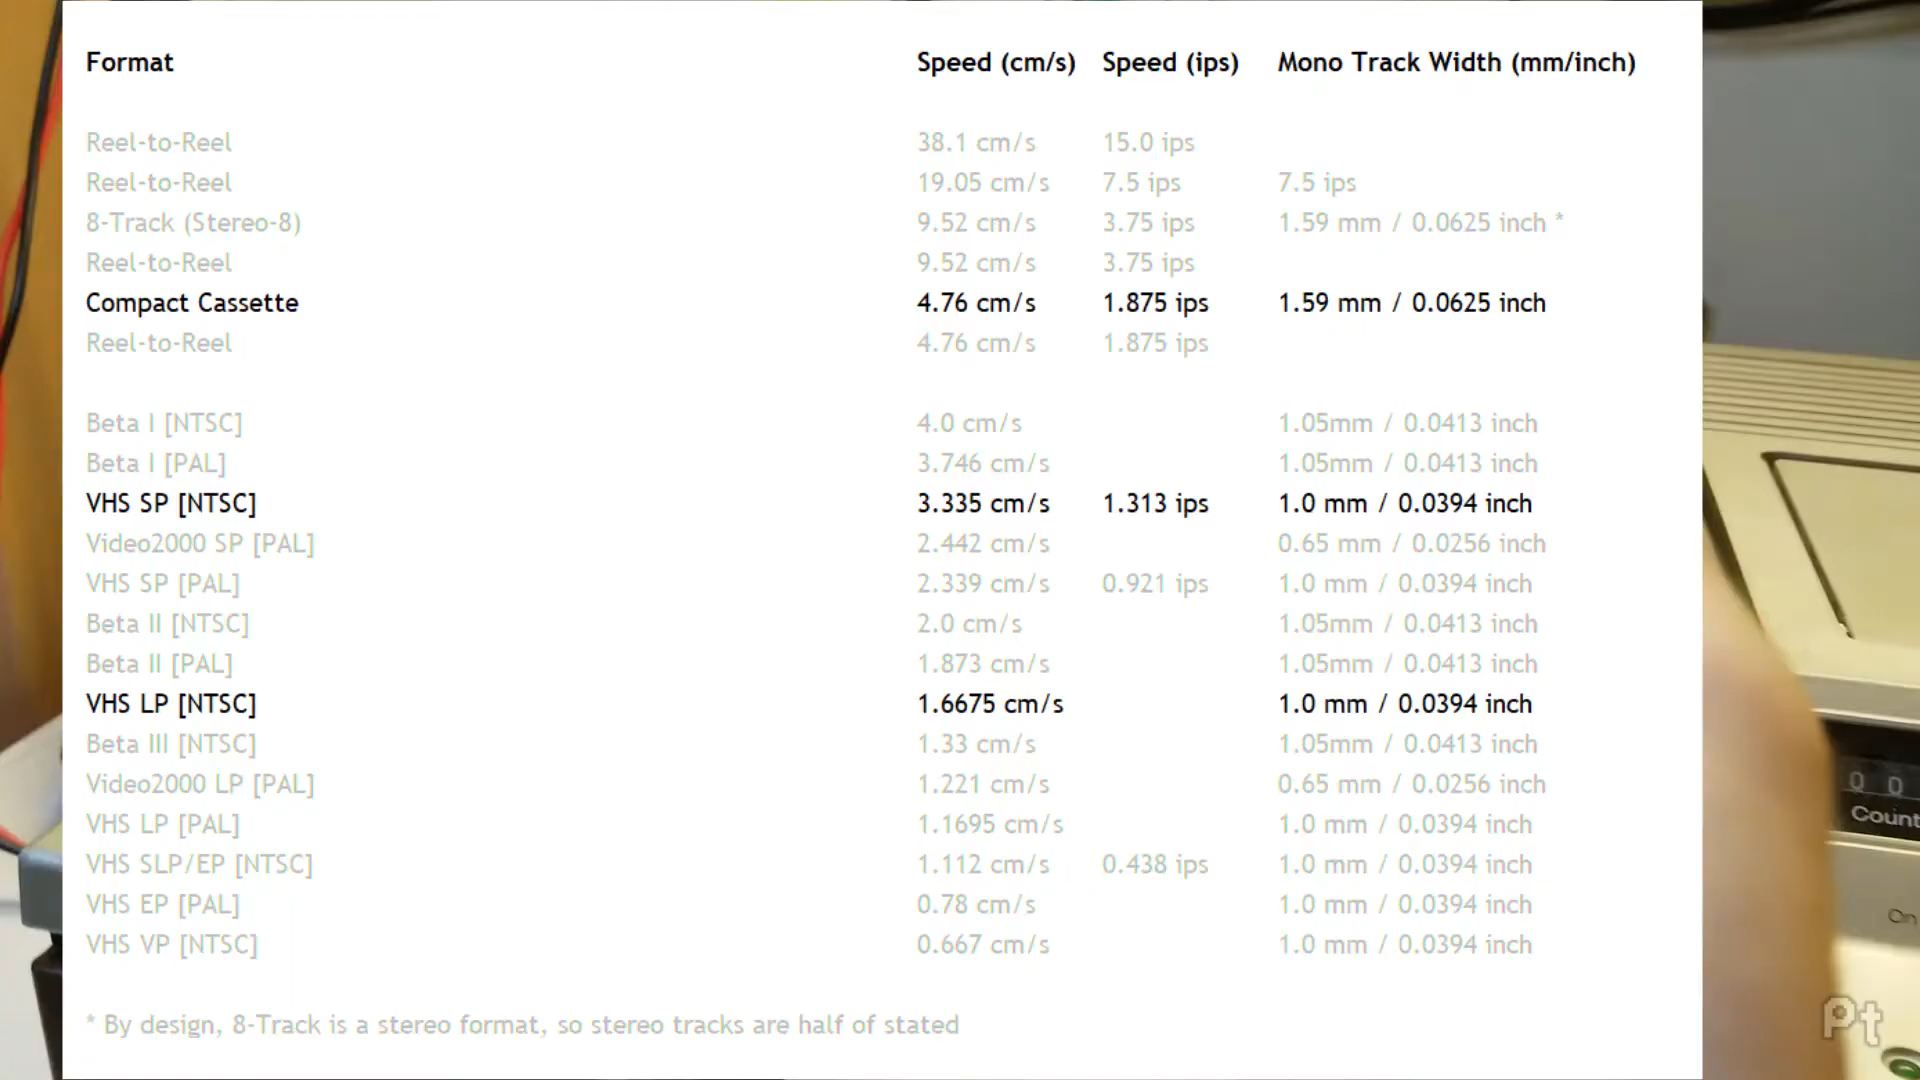 Format Speed (cm/s) Speed (ips) Mono Track Width (mm/inch)
Reel-to-Reel 38.1 cm/s 15.0 ips
Reel-to-Reel 19.05 cm/s 7.5 ips 7.5 ips
8-Track (Stereo-8) 9.52 cm/s 3.75 ips 1.59 mm / 0.0625 inch *
Reel-to-Reel 9.52 cm/s 3.75 ips
Compact Cassette 4.76 cm/s 1.875 ips 1.59 mm / 0.0625 inch
Reel-to-Reel 4.76 cm/s 1.875 ips
Beta I [NTSC] 4.0 cm/s 1.05mm / 0.0413 inch
Beta I [PAL] 3.746 cm/s 1.05mm / 0.0413 inch
VHS SP [NTSC] 3.335 cm/s 1.313 ips 1.0 mm / 0.0394 inch
Video2000 SP [PAL] 2.442 cm/s 0.65 mm / 0.0256 inch
VHS SP [PAL] 2.339 cm/s 0.921 ips 1.0 mm / 0.0394 inch
Beta II [NTSC] 2.0 cm/s 1.05mm / 0.0413 inch
Beta II [PAL] 1.873 cm/s 1.05mm / 0.0413 inch
VHS LP [NTSC] 1.6675 cm/s 1.0 mm / 0.0394 inch
Beta III [NTSC] 1.33 cm/s 1.05mm / 0.0413 inch
Video2000 LP [PAL] 1.221 cm/s 0.65 mm / 0.0256 inch
VHS LP [PAL] 1.1695 cm/s 1.0 mm / 0.0394 inch
VHS SLP/EP [NTSC] 1.112 cm/s 0.438 ips 1.0 mm / 0.0394 inch
VHS EP [PAL] 0.78 cm/s 1.0 mm / 0.0394 inch
VHS VP [NTSC] 0.667 cm/s 1.0 mm / 0.0394 inch
* By design, 8-Track is a stereo format, so stereo tracks are half of stated
0 0
Count
On
Pt